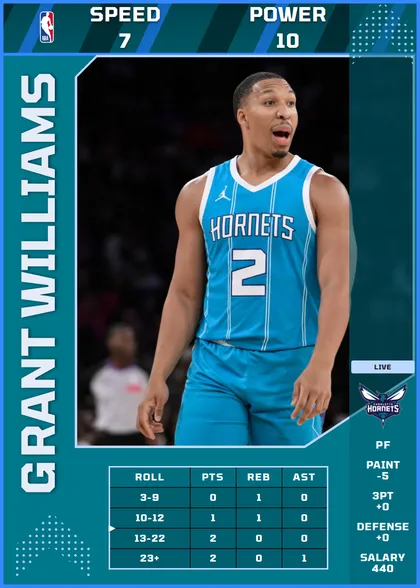 SPEED
7
POWER
10
GRANT WILLIAMS
HORNETS
2
LIVE
HORNETS
PF
PAINT
-5
3PT
+0
DEFENSE
+0
SALARY
440
ROLL PTS REB AST
3-9 0 1 0
10-12 1 1 0
13-22 2 0 0
23+ 2 0 1